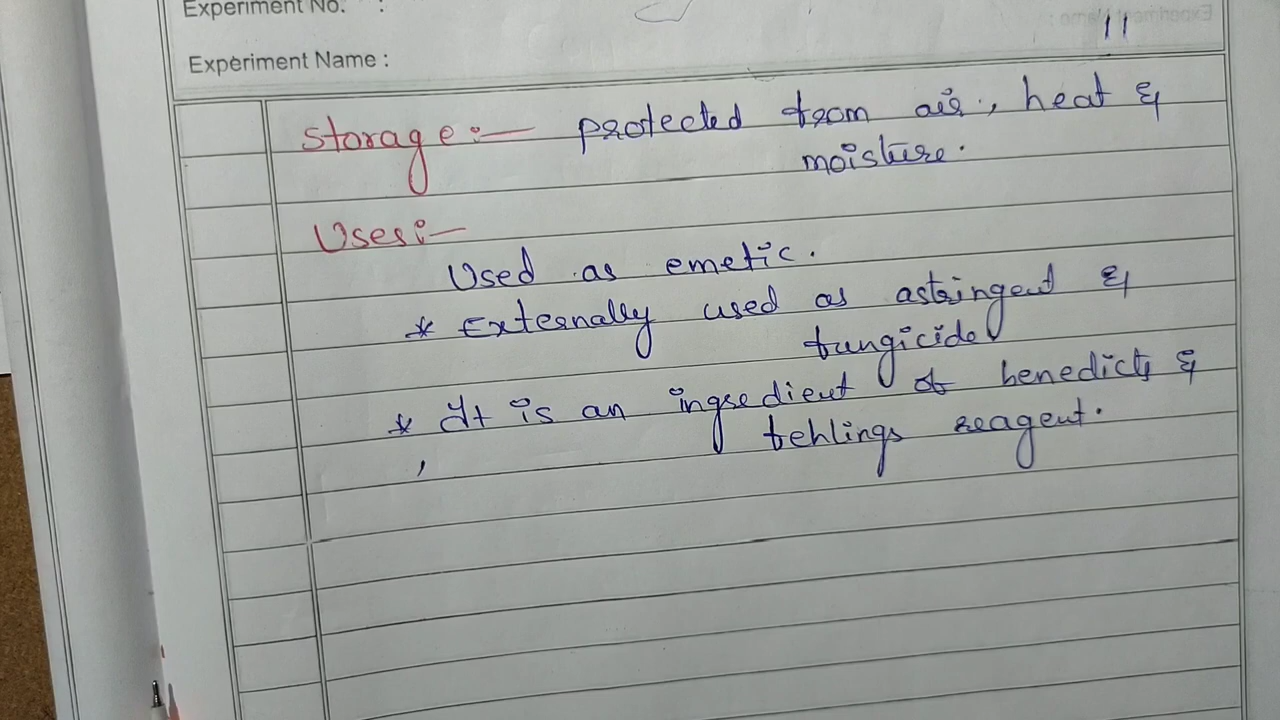 Experiment No. :
11
Experiment Name :
Storage:— protected from air, heat &
moisture.
Uses:—
Used as emetic.
* Externally used as astringent &
fungicide
* It is an ingredient of benedicts &
fehlings reagent.